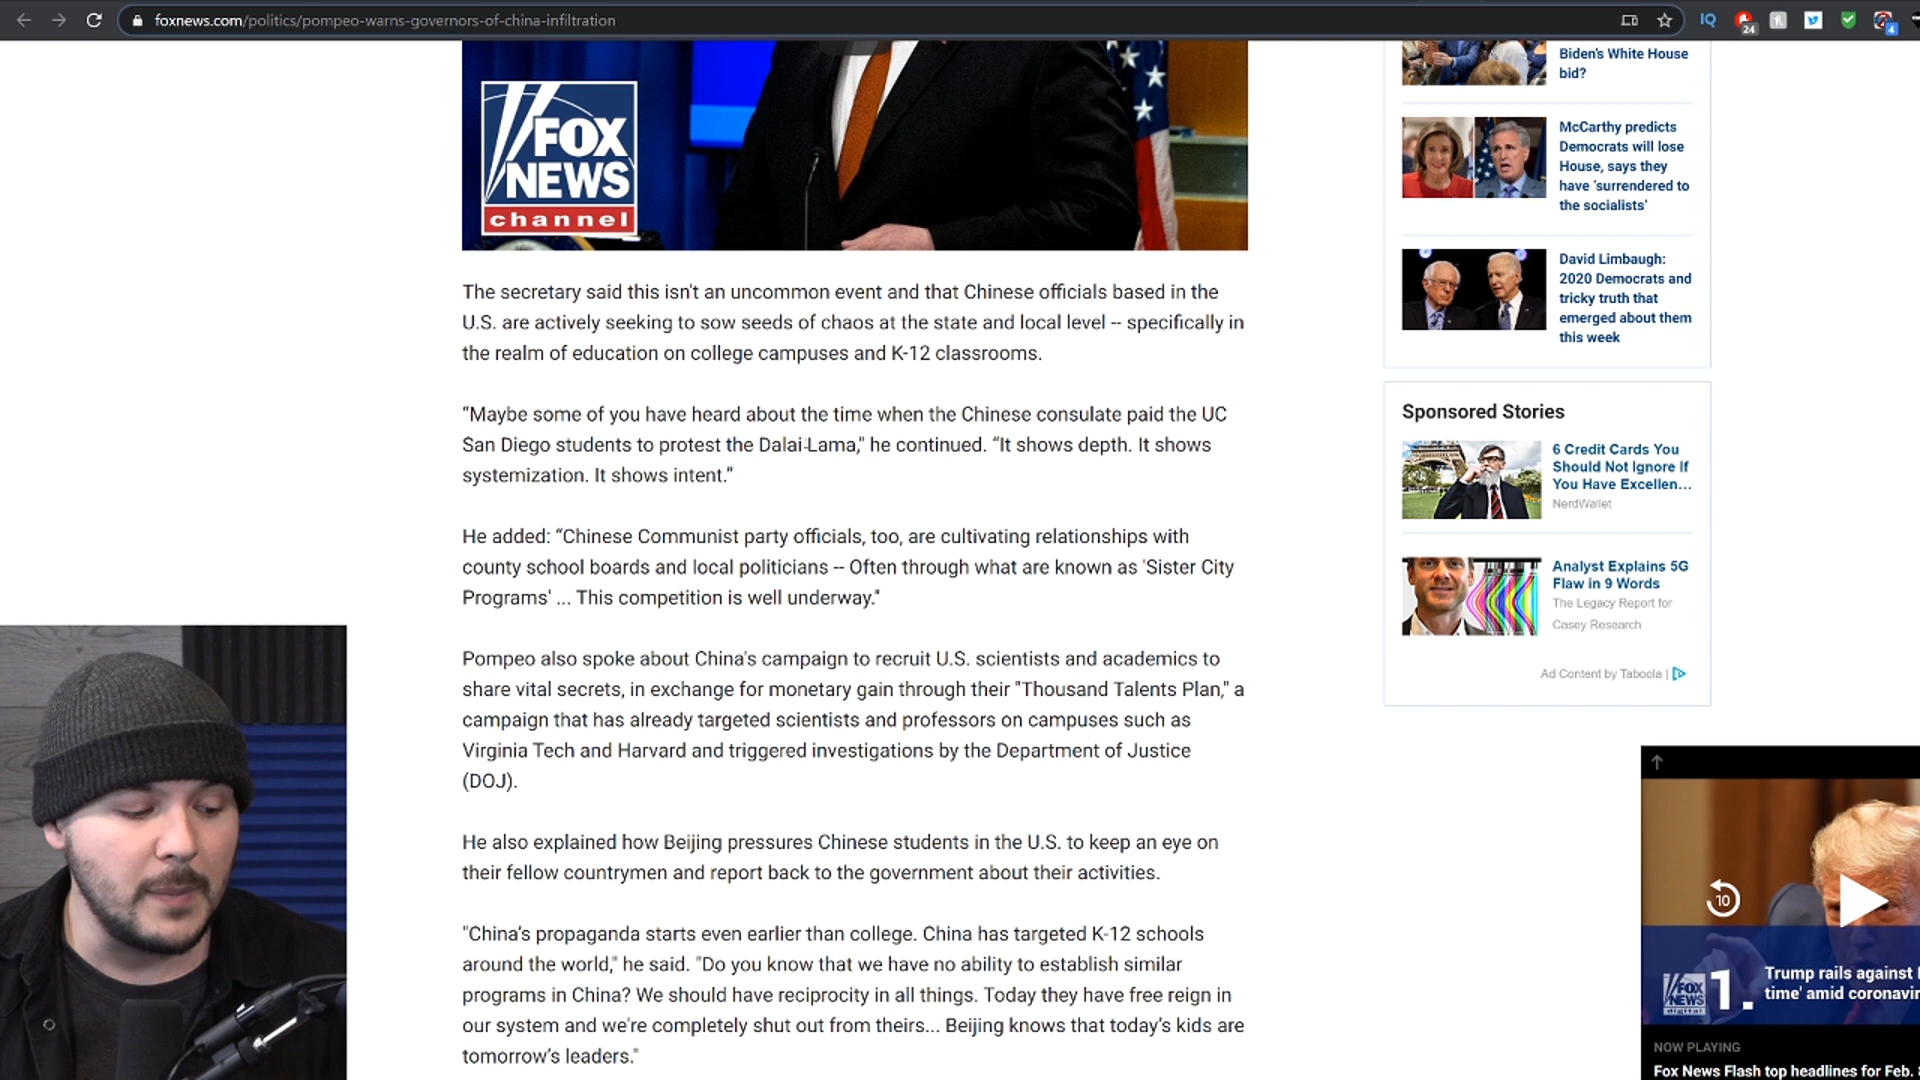 foxnews.com/politics/pompeo-warns-governors-of-china-infiltration
IQ
24
4
FOX
NEWS
channel
The secretary said this isn't an uncommon event and that Chinese officials based in the
U.S. are actively seeking to sow seeds of chaos at the state and local level -- specifically in
the realm of education on college campuses and K-12 classrooms.
“Maybe some of you have heard about the time when the Chinese consulate paid the UC
San Diego students to protest the Dalai-Lama," he continued. “It shows depth. It shows
systemization. It shows intent.”
He added: “Chinese Communist party officials, too, are cultivating relationships with
county school boards and local politicians -- Often through what are known as 'Sister City
Programs' ... This competition is well underway."
Pompeo also spoke about China's campaign to recruit U.S. scientists and academics to
share vital secrets, in exchange for monetary gain through their "Thousand Talents Plan," a
campaign that has already targeted scientists and professors on campuses such as
Virginia Tech and Harvard and triggered investigations by the Department of Justice
(DOJ).
He also explained how Beijing pressures Chinese students in the U.S. to keep an eye on
their fellow countrymen and report back to the government about their activities.
"China’s propaganda starts even earlier than college. China has targeted K-12 schools
around the world," he said. "Do you know that we have no ability to establish similar
programs in China? We should have reciprocity in all things. Today they have free reign in
our system and we're completely shut out from theirs... Beijing knows that today’s kids are
tomorrow’s leaders."
Biden's White House
bid?
McCarthy predicts
Democrats will lose
House, says they
have 'surrendered to
the socialists'
David Limbaugh:
2020 Democrats and
tricky truth that
emerged about them
this week
Sponsored Stories
6 Credit Cards You
Should Not Ignore If
You Have Excellen...
NerdWallet
Analyst Explains 5G
Flaw in 9 Words
The Legacy Report for
Casey Research
Ad Content by Taboola |
10
FOX
NEWS
digital
1.
Trump rails against
time' amid
NOW PLAYING
Fox News Flash top headlines for Feb.